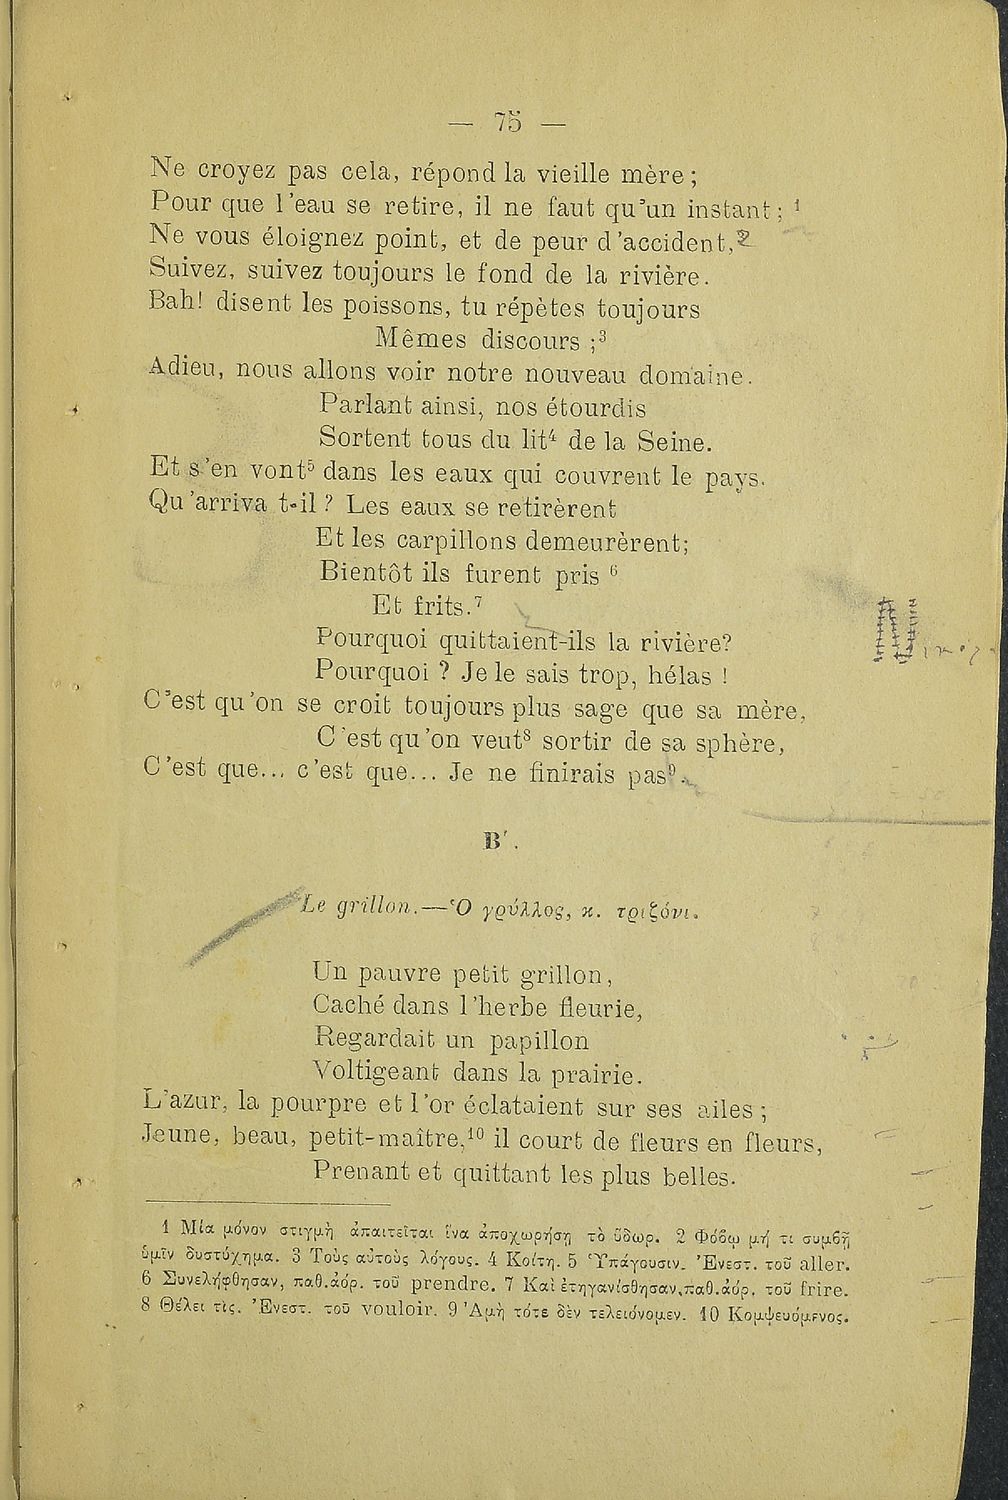 — 75 —
Ne croyez pas cela, répond la vieille mère;
Pour que l'eau se retire, il ne faut qu'un instant; 1
Ne vous éloignez point, et de peur d'accident,2
Suivez, suivez toujours le fond de la rivière.
Bah! disent les poissons, tu répètes toujours
Mêmes discours ;3
Adieu, nous allons voir notre nouveau domaine.
Parlant ainsi, nos étourdis
Sortent tous du lit4 de la Seine.
Et s'en vont5 dans les eaux qui couvrent le pays.
Qu'arriva t-il ? Les eaux se retirèrent
Et les carpillons demeurèrent;
Bientôt ils furent pris 6
Et frits.7
Pourquoi quittaient-ils la rivière?
Pourquoi ? Je le sais trop, hélas !
C'est qu'on se croit toujours plus sage que sa mère,
C'est qu'on veut8 sortir de sa sphère,
C'est que... c'est que... Je ne finirais pas9.
Β′.
Le grillon.—Ὁ γρύλλος, κ. τριζόνι.
Un pauvre petit grillon,
Caché dans l'herbe fleurie,
Regardait un papillon
Voltigeant dans la prairie.
L'azur, la pourpre et l'or éclataient sur ses ailes ;
Jeune, beau, petit-maître,10 il court de fleurs en fleurs,
Prenant et quittant les plus belles.
1 Μία μόνον στιγμὴ ἀπαιτεῖται ἵνα ἀποχωρήσῃ τὸ ὕδωρ. 2 Φόβῳ μή τι συμβῇ
ὑμῖν δυστύχημα. 3 Τοὺς αὐτοὺς λόγους. 4 Κοίτη. 5 Ὑπάγουσιν. Ἐνεστ. τοῦ aller.
6 Συνελήφθησαν, παθ.ἀόρ. τοῦ prendre. 7 Καὶ ἐτηγανίσθησαν,παθ.ἀόρ. τοῦ frire.
8 Θέλει τὶς. Ἐνεστ. τοῦ vouloir. 9 Ἀμὴ τότε δὲν τελειόνομεν. 10 Κομψευόμενος.